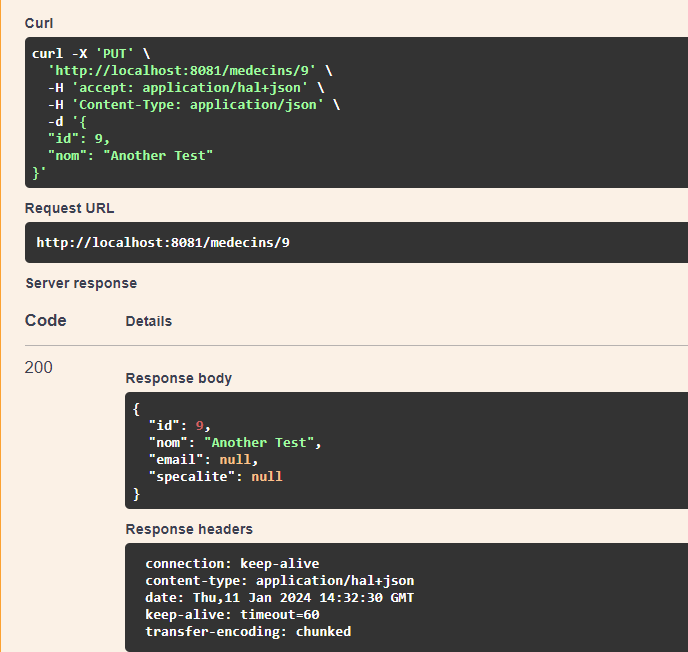 Curl
curl -X 'PUT' \
  'http://localhost:8081/medecins/9' \
  -H 'accept: application/hal+json' \
  -H 'Content-Type: application/json' \
  -d '{
  "id": 9,
  "nom": "Another Test"
}'
Request URL
http://localhost:8081/medecins/9
Server response
Code Details
200
Response body
{
  "id": 9,
  "nom": "Another Test",
  "email": null,
  "specalite": null
}
Response headers
connection: keep-alive
content-type: application/hal+json
date: Thu,11 Jan 2024 14:32:30 GMT
keep-alive: timeout=60
transfer-encoding: chunked